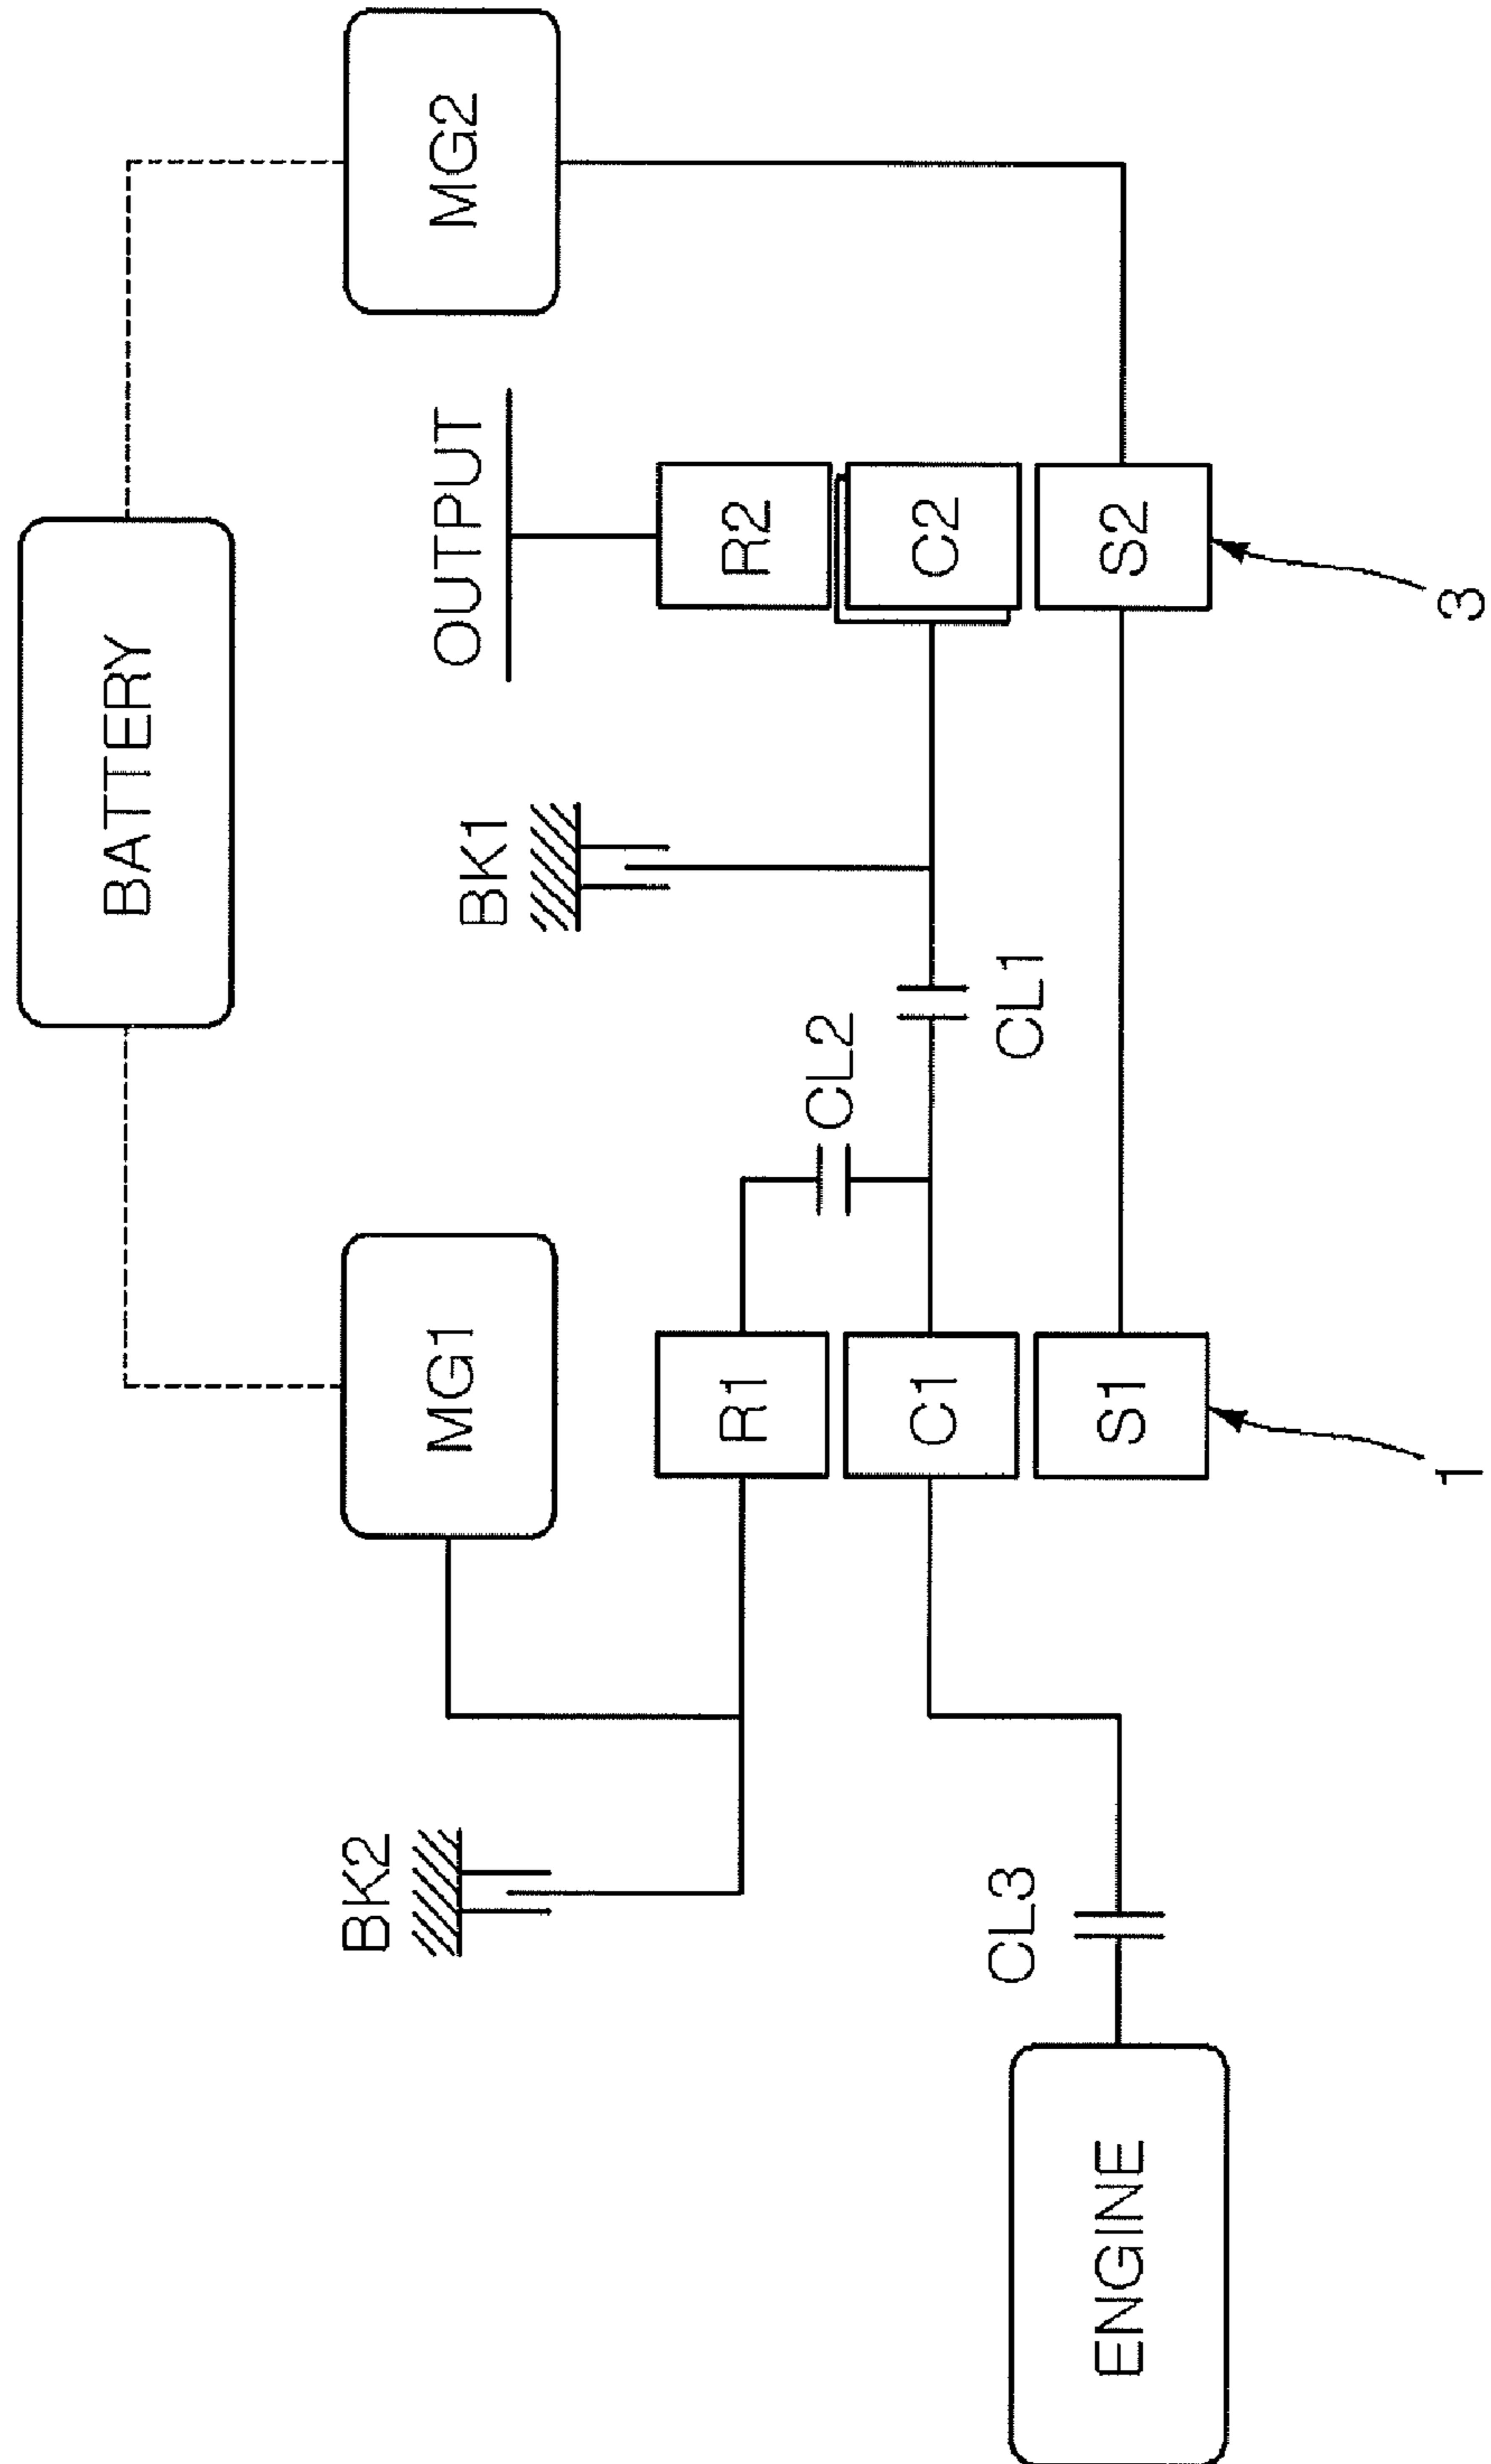 BATTERY
MG1
MG2
OUTPUT
BK2
BK1
R1
CL2
R2
C1
CL1
C2
CL3
S1
S2
ENGINE
1
3